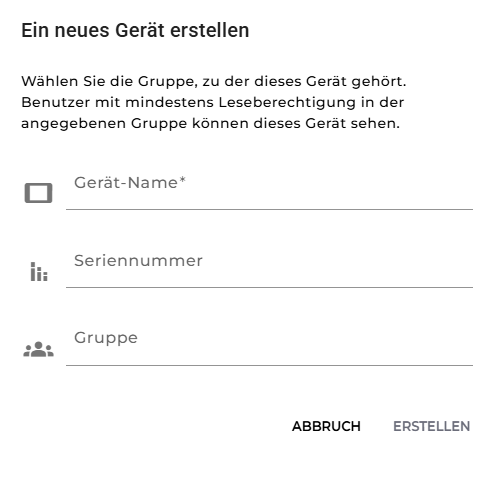 Ein neues Gerät erstellen
Wählen Sie die Gruppe, zu der dieses Gerät gehört.
Benutzer mit mindestens Leseberechtigung in der
angegebenen Gruppe können dieses Gerät sehen.
Gerät-Name*
Seriennummer
Gruppe
ABBRUCH ERSTELLEN